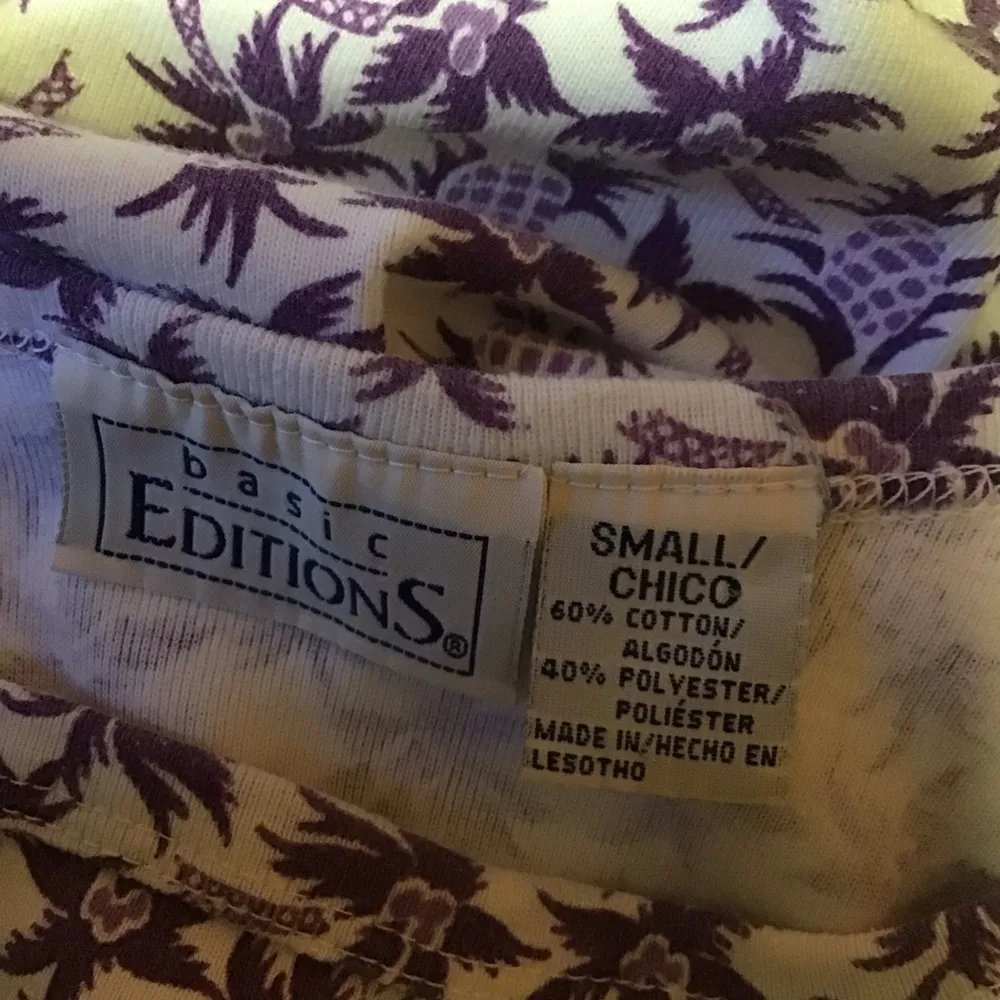 basic
EDITIONS®
SMALL/
CHICO
60% COTTON/
ALGODÓN
40% POLYESTER/
POLIÉSTER
MADE IN/HECHO EN
LESOTHO